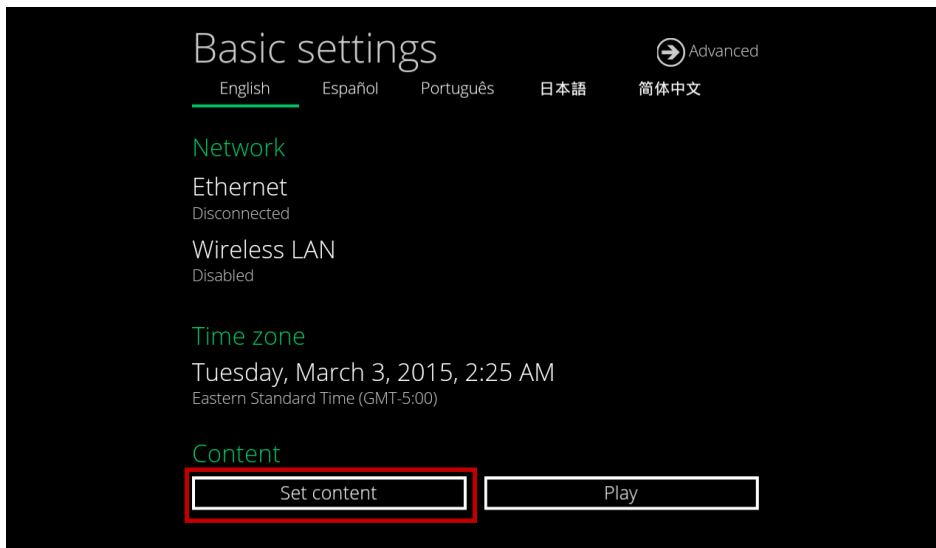 Basic settings
Advanced
English Español Português 日本語 简体中文
Network
Ethernet
Disconnected
Wireless LAN
Disabled
Time zone
Tuesday, March 3, 2015, 2:25 AM
Eastern Standard Time (GMT-5:00)
Content
Set content Play